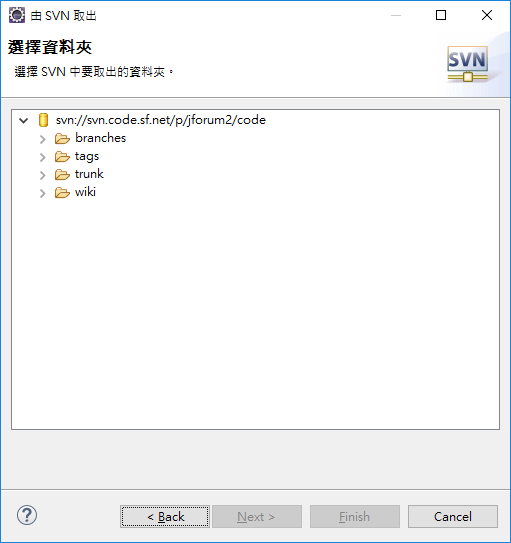 由 SVN 取出
選擇資料夾
選擇 SVN 中要取出的資料夾。
SVN
svn://svn.code.sf.net/p/jforum2/code
branches
tags
trunk
wiki
? < Back Next > Finish Cancel